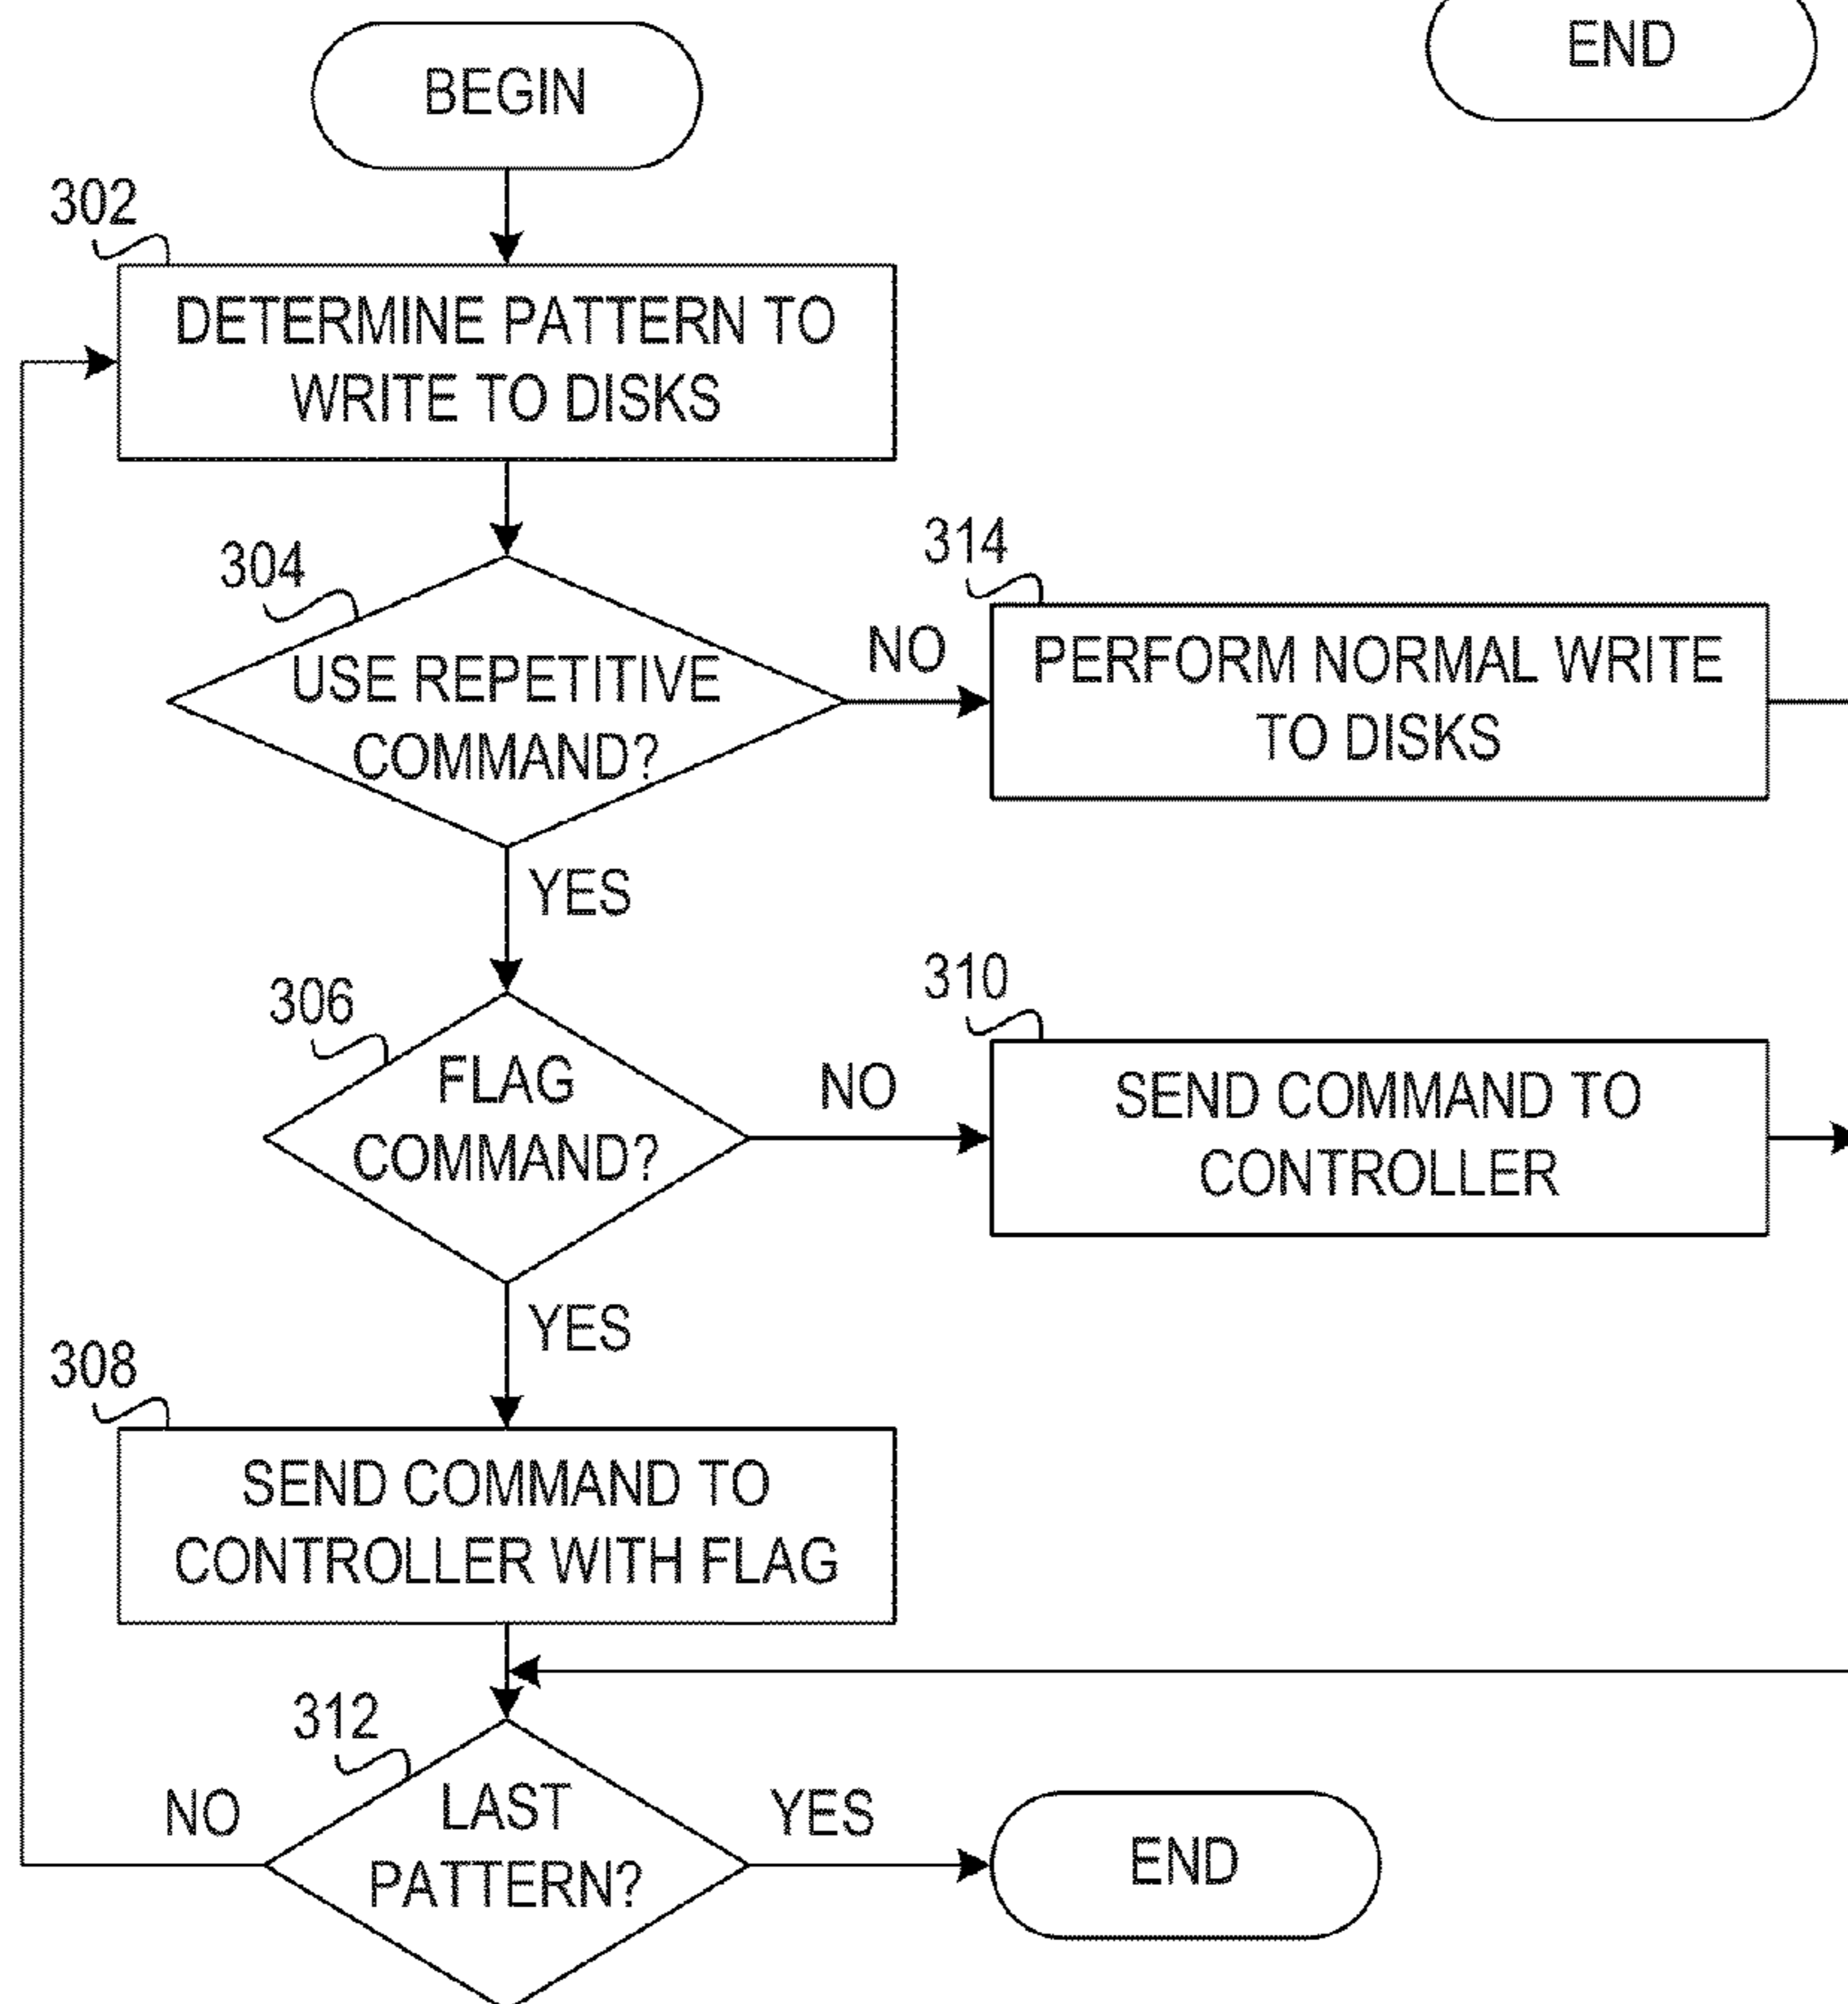 BEGIN
END
302
DETERMINE PATTERN TO
WRITE TO DISKS
304
USE REPETITIVE
COMMAND?
NO
314
PERFORM NORMAL WRITE
TO DISKS
YES
306
FLAG
COMMAND?
NO
310
SEND COMMAND TO
CONTROLLER
YES
308
SEND COMMAND TO
CONTROLLER WITH FLAG
312
NO
LAST
PATTERN?
YES
END